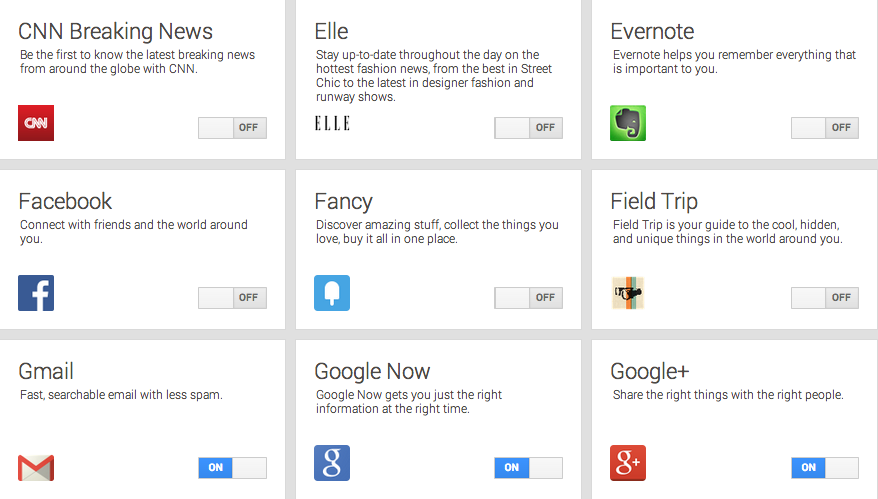 CNN Breaking News
Be the first to know the latest breaking news
from around the globe with CNN.
CNN
OFF
Elle
Stay up-to-date throughout the day on the
hottest fashion news, from the best in Street
Chic to the latest in designer fashion and
runway shows.
ELLE
OFF
Evernote
Evernote helps you remember everything that
is important to you.
OFF
Facebook
Connect with friends and the world around
you.
f
OFF
Fancy
Discover amazing stuff, collect the things you
love, buy it all in one place.
OFF
Field Trip
Field Trip is your guide to the cool, hidden,
and unique things in the world around you.
OFF
Gmail
Fast, searchable email with less spam.
M
ON
Google Now
Google Now gets you just the right
information at the right time.
g
ON
Google+
Share the right things with the right people.
g+
ON